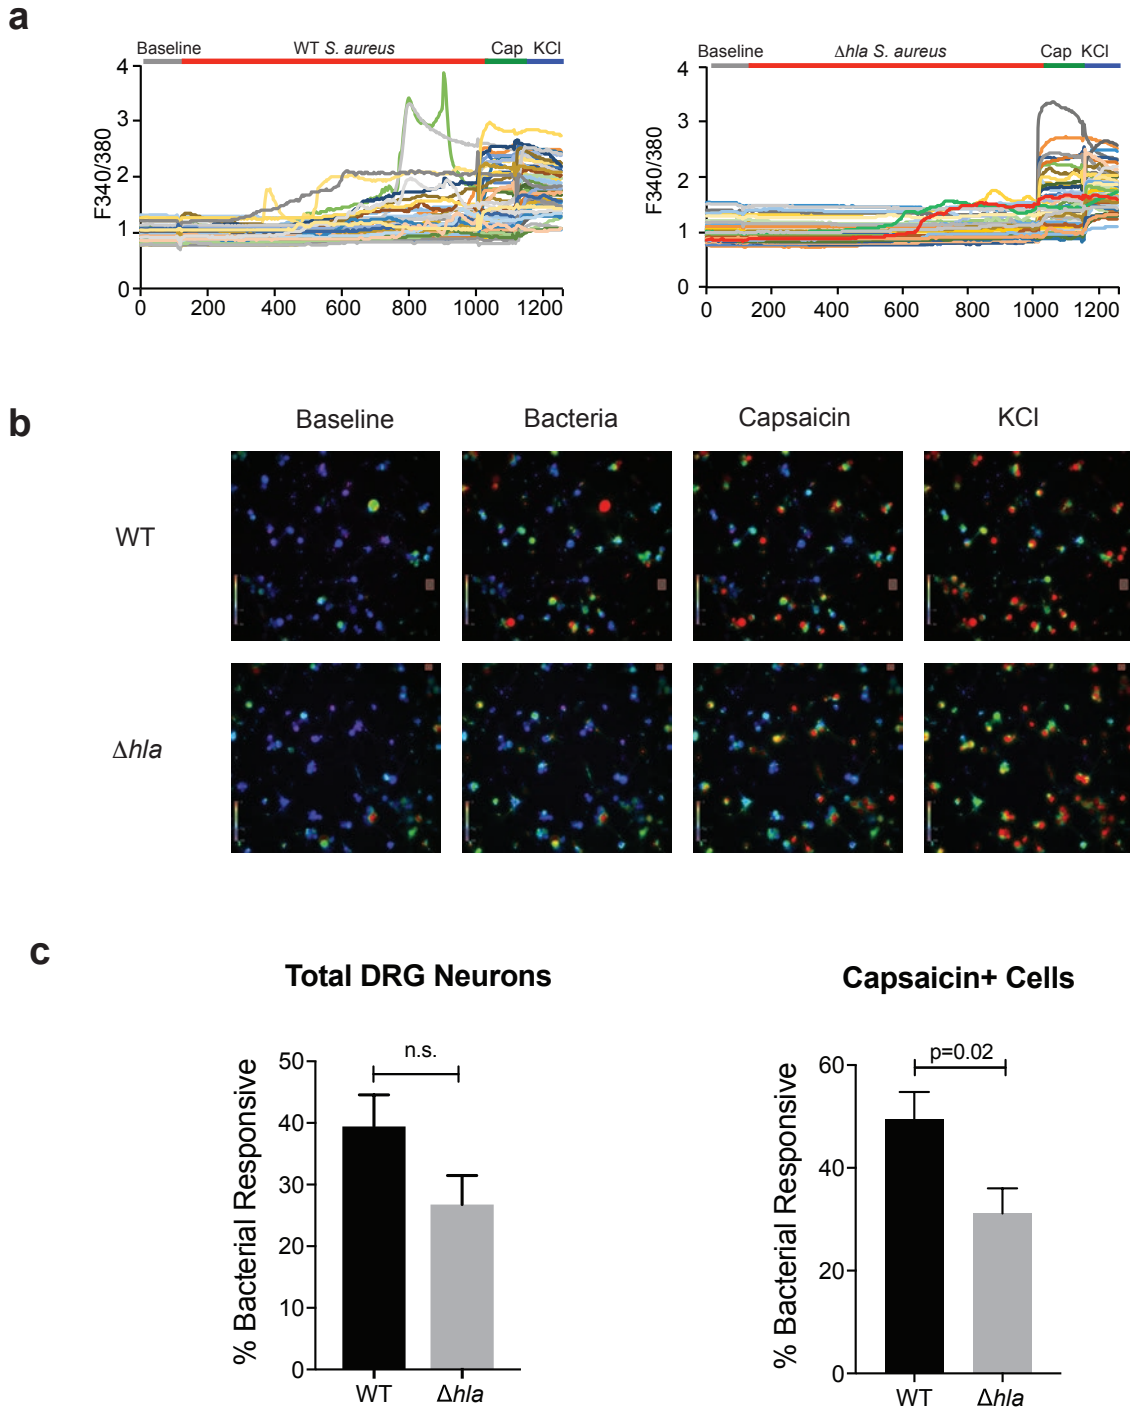 a
Baseline WT S. aureus Cap KCl
4
3
2
1
0
F340/380
0 200 400 600 800 1000 1200
Baseline Δhla S. aureus Cap KCl
4
3
2
1
0
F340/380
0 200 400 600 800 1000 1200
b
Baseline Bacteria Capsaicin KCl
WT
Δhla
c
Total DRG Neurons
% Bacterial Responsive
50
40
30
20
10
0
n.s.
WT Δhla
Capsaicin+ Cells
% Bacterial Responsive
60
40
20
0
p=0.02
WT Δhla